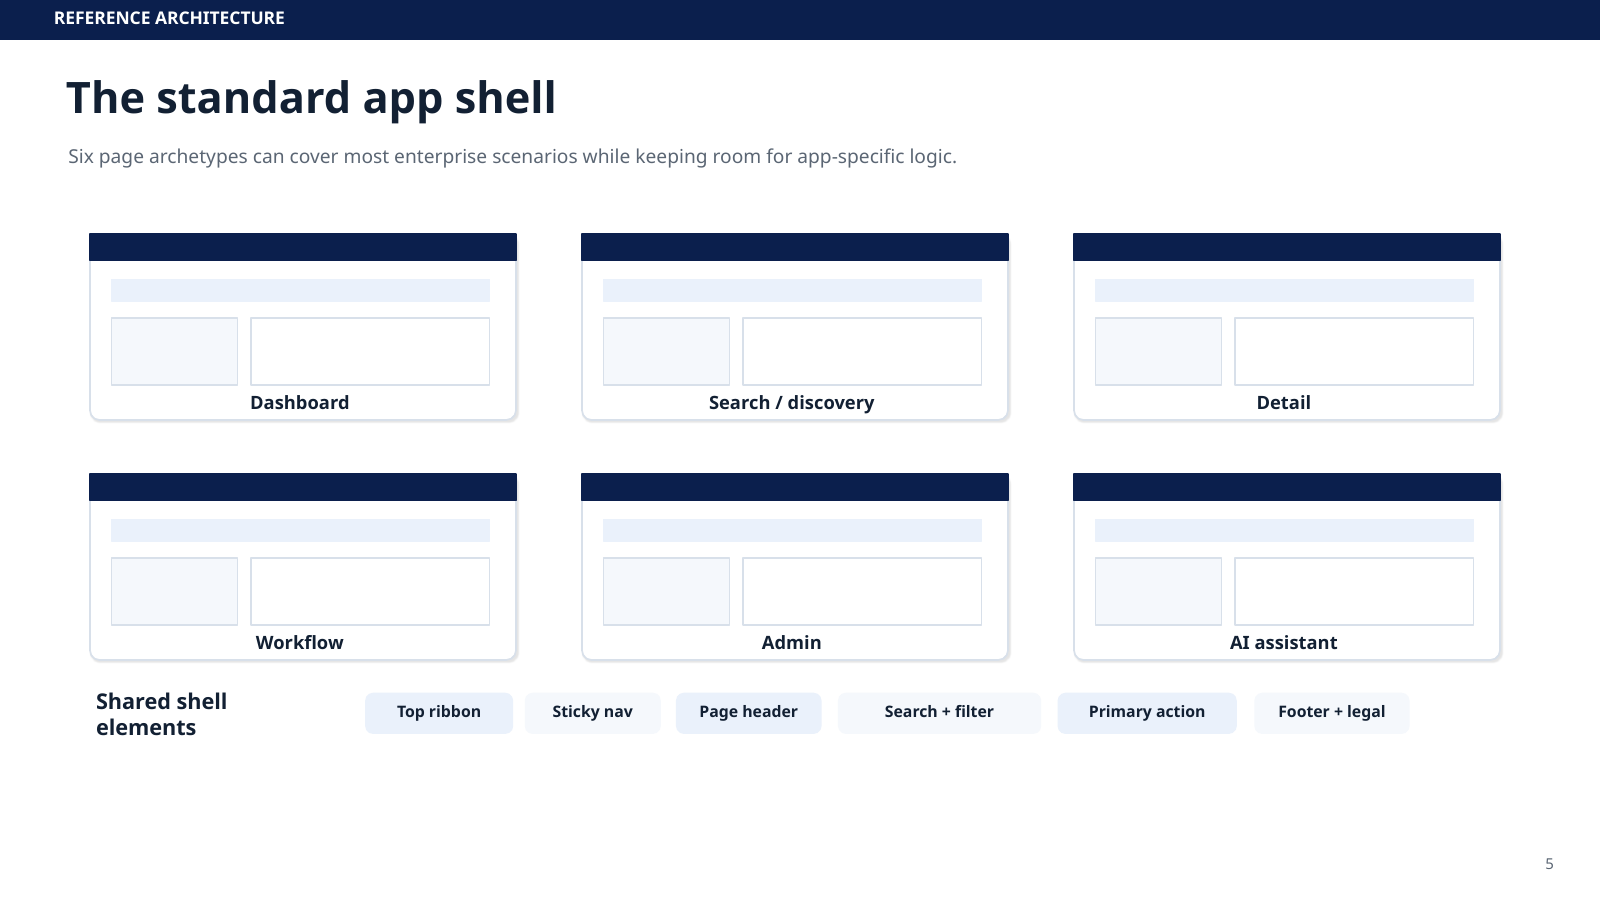 REFERENCE ARCHITECTURE
The standard app shell
Six page archetypes can cover most enterprise scenarios while keeping room for app-specific logic.
Dashboard
Search / discovery
Detail
Workflow
Admin
AI assistant
Shared shell
elements
Top ribbon
Sticky nav
Page header
Search + filter
Primary action
Footer + legal
5